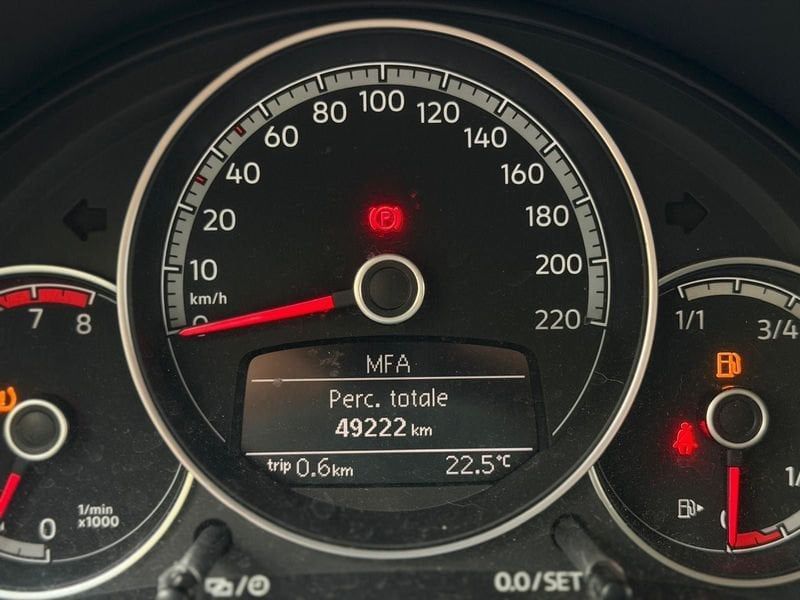 100
80
120
60
140
40
160
20
180
10
200
km/h
0
220
P
7
8
1/1
3/4
MFA
Perc. totale
49222 km
trip 0.6km
22.5°C
1/min
x1000
0
0.0/SET